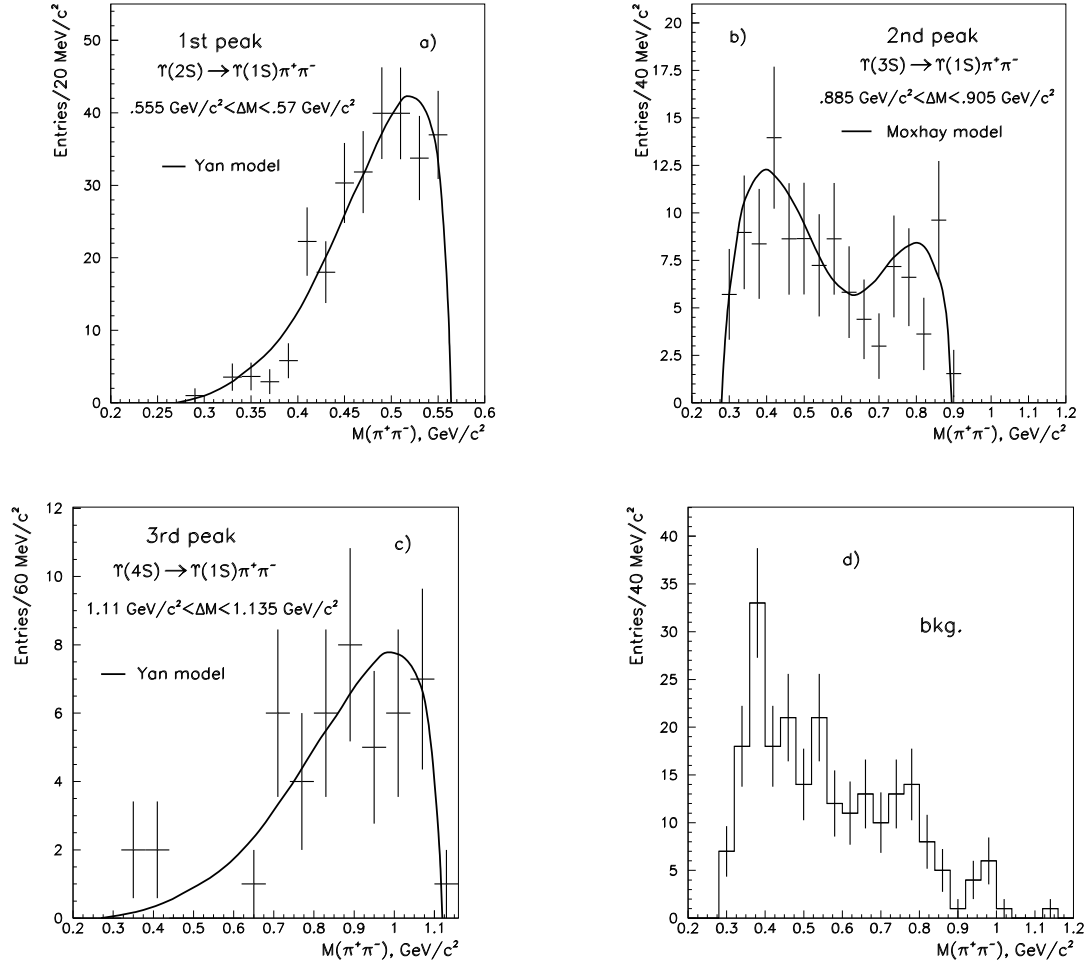 Entries/20 MeV/c²
50
40
30
20
10
0
1st peak
a)
ϒ(2S)→ϒ(1S)π⁺π⁻
.555 GeV/c²<ΔM<.57 GeV/c²
Yan model
0.2 0.25 0.3 0.35 0.4 0.45 0.5 0.55 0.6
M(π⁺π⁻), GeV/c²
Entries/40 MeV/c²
20
17.5
15
12.5
10
7.5
5
2.5
0
b)
2nd peak
ϒ(3S)→ϒ(1S)π⁺π⁻
.885 GeV/c²<ΔM<.905 GeV/c²
Moxhay model
0.2 0.3 0.4 0.5 0.6 0.7 0.8 0.9 1 1.1 1.2
M(π⁺π⁻), GeV/c²
Entries/60 MeV/c²
12
10
8
6
4
2
0
3rd peak
c)
ϒ(4S)→ϒ(1S)π⁺π⁻
1.11 GeV/c²<ΔM<1.135 GeV/c²
Yan model
0.2 0.3 0.4 0.5 0.6 0.7 0.8 0.9 1 1.1
M(π⁺π⁻), GeV/c²
Entries/40 MeV/c²
40
35
30
25
20
15
10
5
0
d)
bkg.
0.2 0.3 0.4 0.5 0.6 0.7 0.8 0.9 1 1.1 1.2
M(π⁺π⁻), GeV/c²